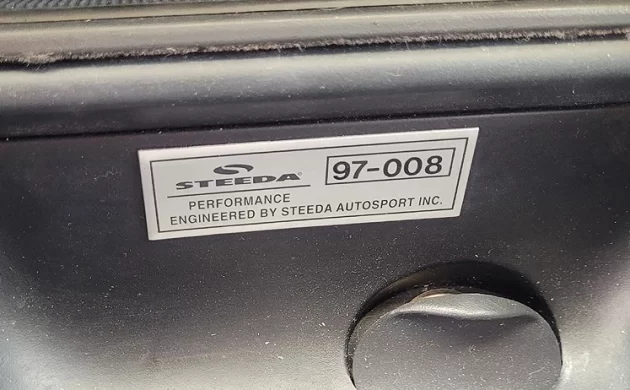 STEEDA 97-008
PERFORMANCE
ENGINEERED BY STEEDA AUTOSPORT INC.